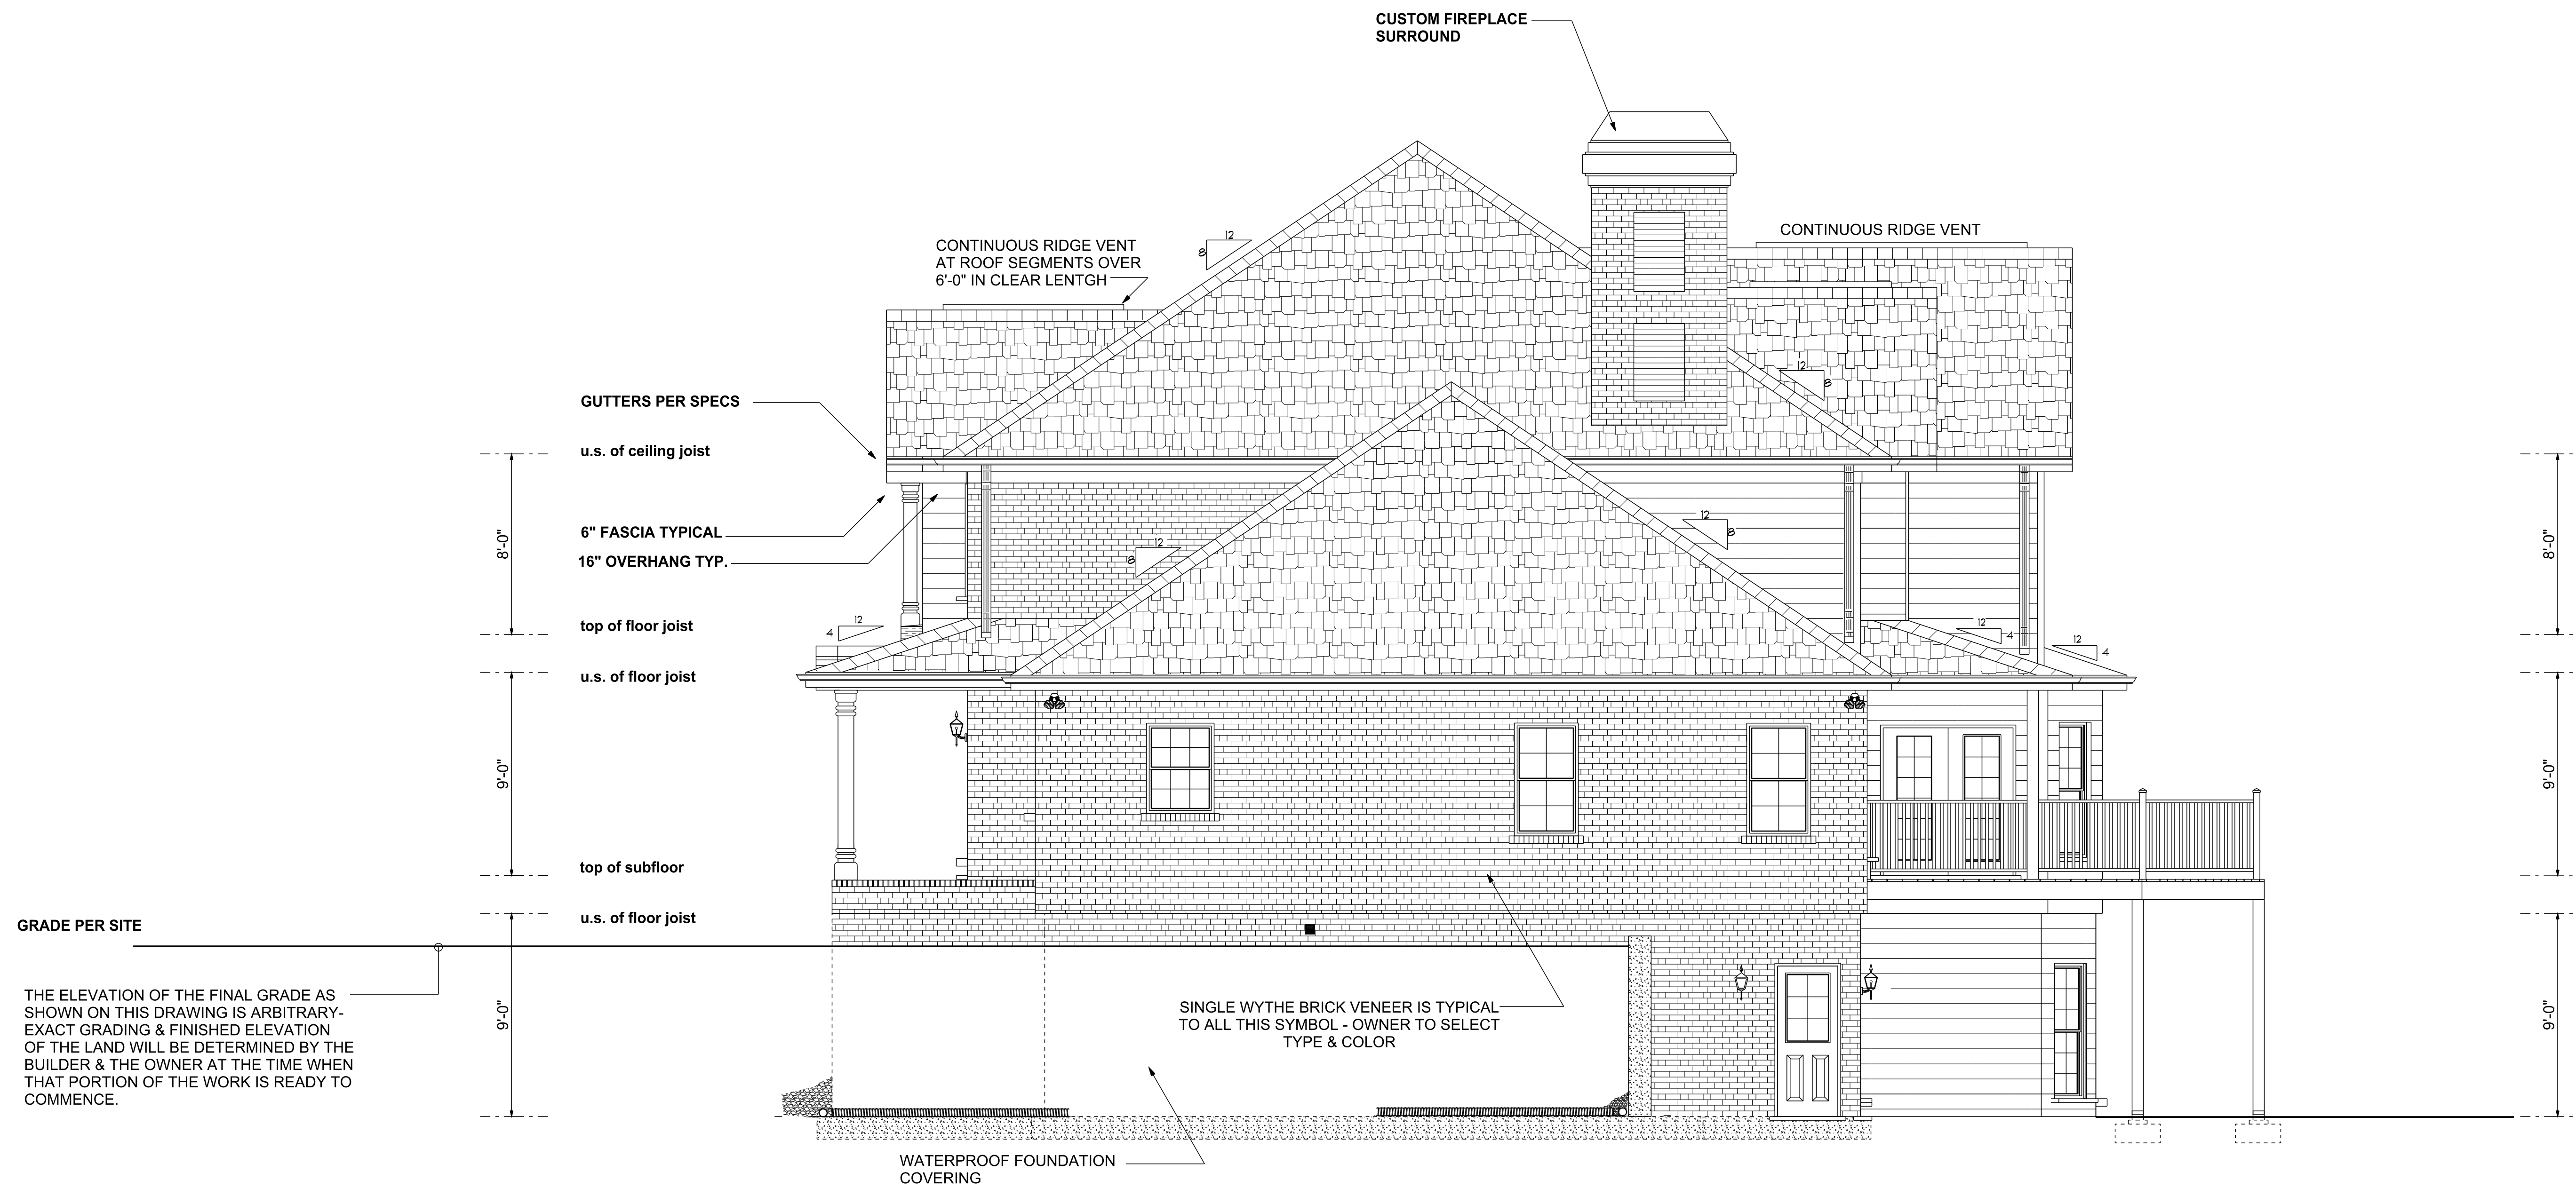 CUSTOM FIREPLACE
SURROUND
CONTINUOUS RIDGE VENT
CONTINUOUS RIDGE VENT
AT ROOF SEGMENTS OVER
6'-0" IN CLEAR LENTGH
12
8
12
8
GUTTERS PER SPECS
u.s. of ceiling joist
8'-0"
8'-0"
6" FASCIA TYPICAL
16" OVERHANG TYP.
12
8
12
8
top of floor joist
12
4
12
4
12
4
u.s. of floor joist
9'-0"
9'-0"
top of subfloor
u.s. of floor joist
GRADE PER SITE
THE ELEVATION OF THE FINAL GRADE AS
SHOWN ON THIS DRAWING IS ARBITRARY-
EXACT GRADING & FINISHED ELEVATION
OF THE LAND WILL BE DETERMINED BY THE
BUILDER & THE OWNER AT THE TIME WHEN
THAT PORTION OF THE WORK IS READY TO
COMMENCE.
9'-0"
9'-0"
SINGLE WYTHE BRICK VENEER IS TYPICAL
TO ALL THIS SYMBOL - OWNER TO SELECT
TYPE & COLOR
WATERPROOF FOUNDATION
COVERING